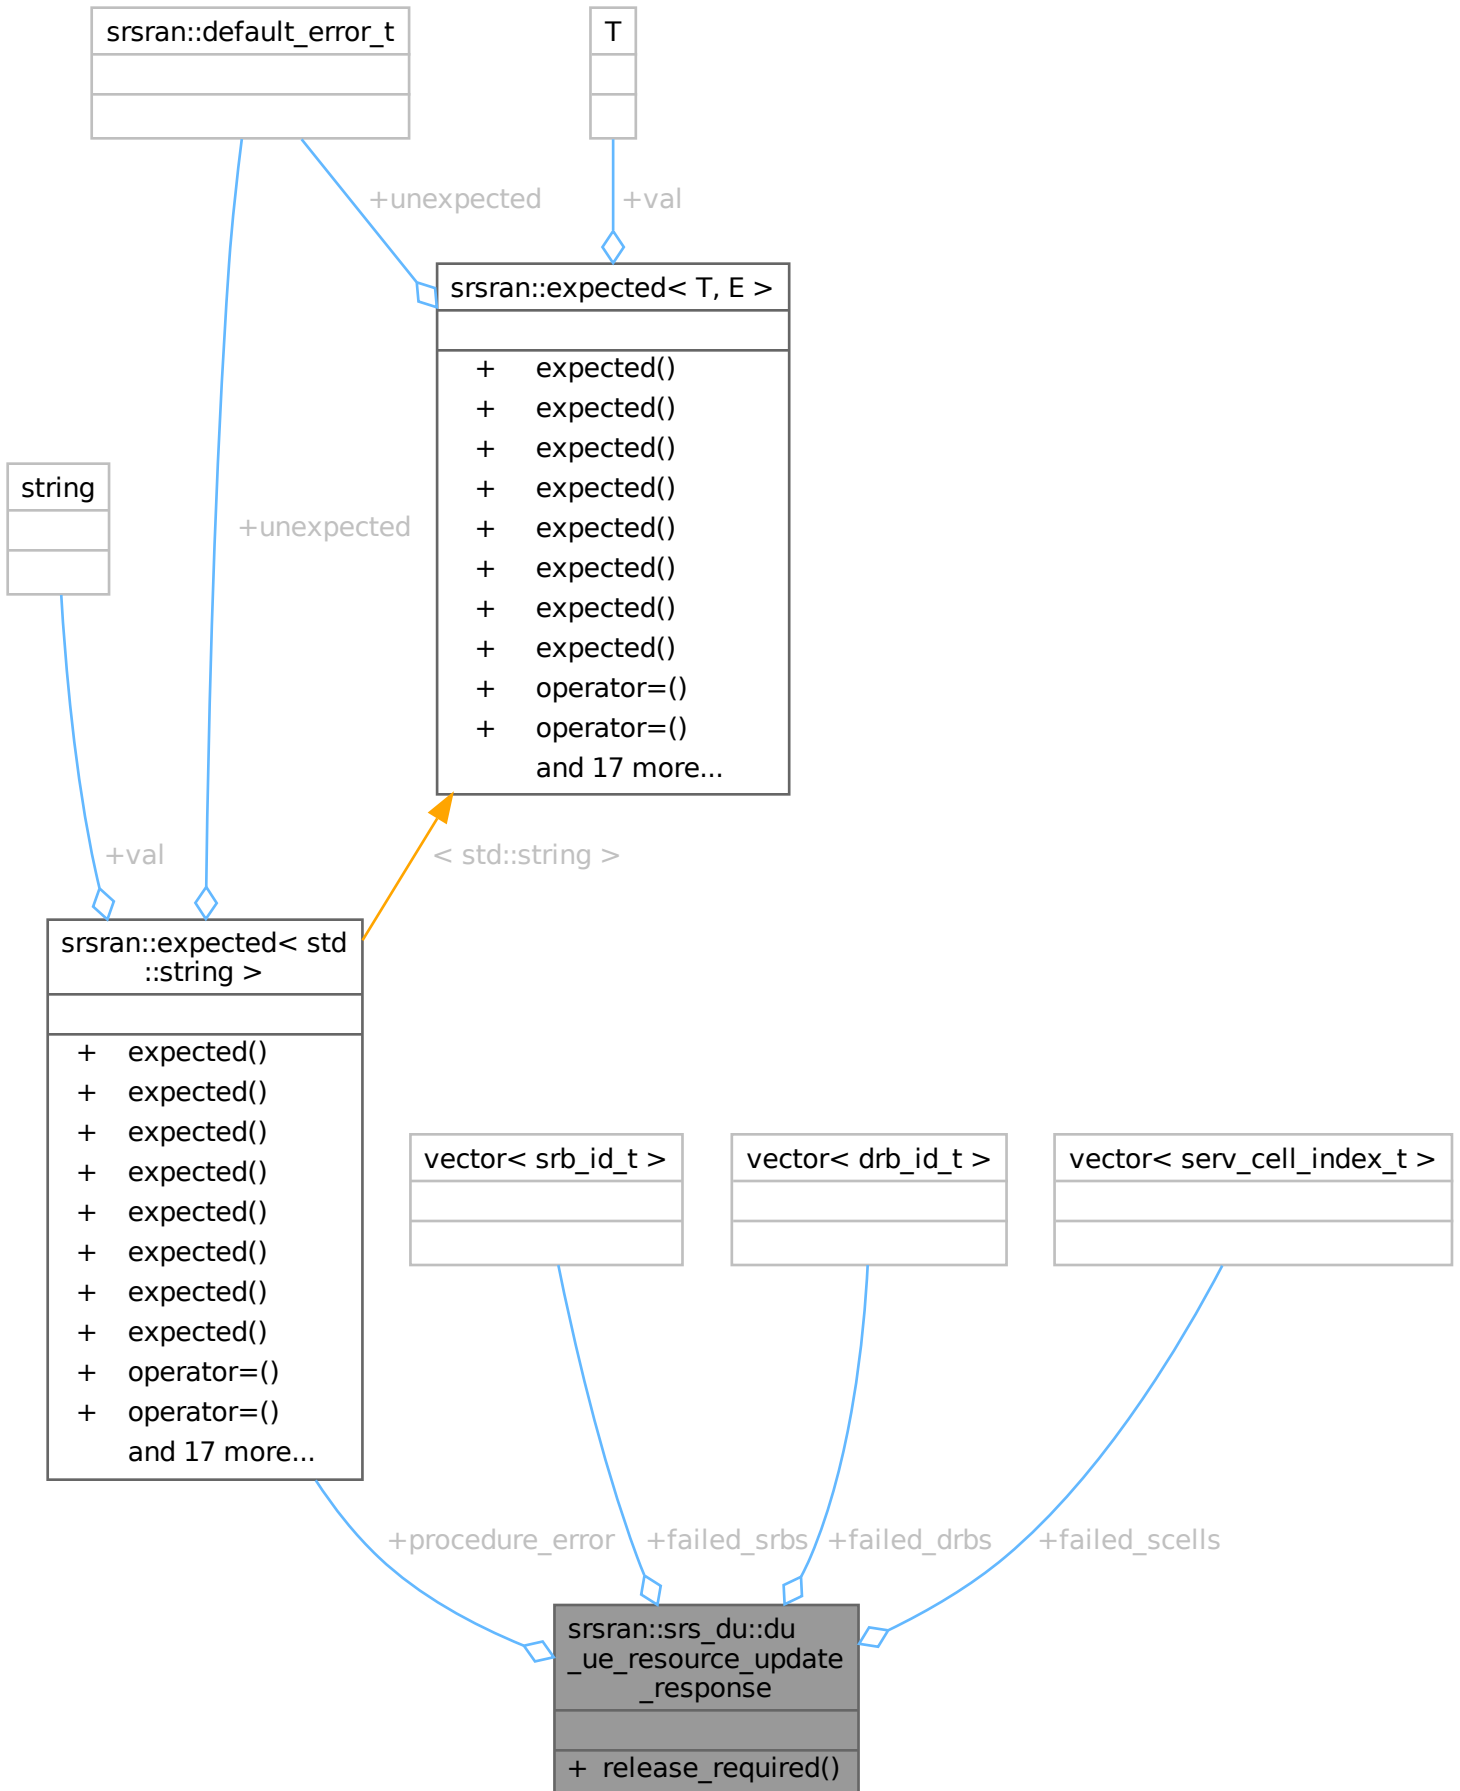 srsran::default_error_t
T
+unexpected
+val
srsran::expected< T, E >
+ expected()
+ expected()
+ expected()
+ expected()
+ expected()
+ expected()
+ expected()
+ expected()
+ operator=()
+ operator=()
and 17 more...
string
+unexpected
+val
< std::string >
srsran::expected< std
::string >
+ expected()
+ expected()
+ expected()
+ expected()
+ expected()
+ expected()
+ expected()
+ expected()
+ operator=()
+ operator=()
and 17 more...
vector< srb_id_t >
vector< drb_id_t >
vector< serv_cell_index_t >
+procedure_error
+failed_srbs
+failed_drbs
+failed_scells
srsran::srs_du::du
_ue_resource_update
_response
+ release_required()